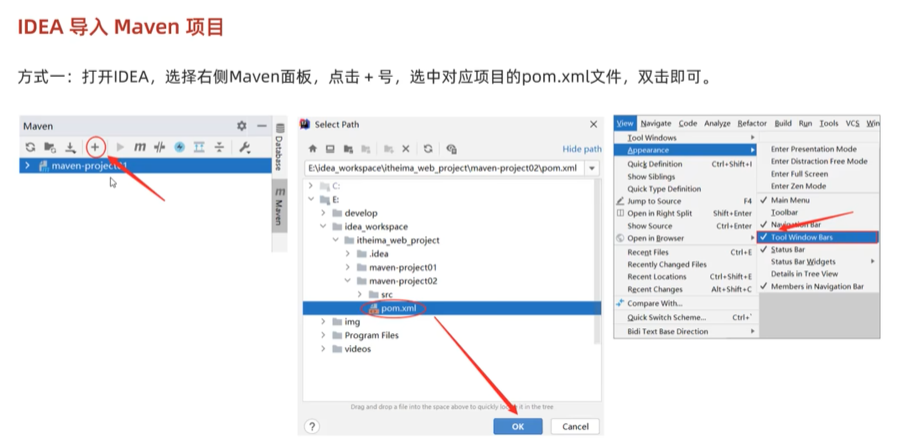 IDEA 导入 Maven 项目
方式一：打开IDEA，选择右侧Maven面板，点击 + 号，选中对应项目的pom.xml文件，双击即可。
Maven
maven-project01
Database
m Maven
Select Path
Hide path
E:\idea_workspace\itheima_web_project\maven-project02\pom.xml
C:
E:
develop
idea_workspace
itheima_web_project
.idea
maven-project01
maven-project02
src
pom.xml
img
Program Files
videos
Drag and drop a file into the space above to quickly locate it in the tree
?
OK
Cancel
View Navigate Code Analyze Refactor Build Run Tools VCS Win
Tool Windows
Appearance
Quick Definition Ctrl+Shift+I
Show Siblings
Quick Type Definition
Jump to Source F4
Open in Right Split Shift+Enter
Show Source Ctrl+Enter
Open in Browser
Recent Files Ctrl+E
Recently Changed Files
Recent Locations Ctrl+Shift+E
Recent Changes Alt+Shift+C
Compare With...
Quick Switch Scheme... Ctrl+`
Bidi Text Base Direction
Enter Presentation Mode
Enter Distraction Free Mode
Enter Full Screen
Enter Zen Mode
Main Menu
Toolbar
Navigation Bar
Tool Window Bars
Status Bar
Status Bar Widgets
Details in Tree View
Members in Navigation Bar